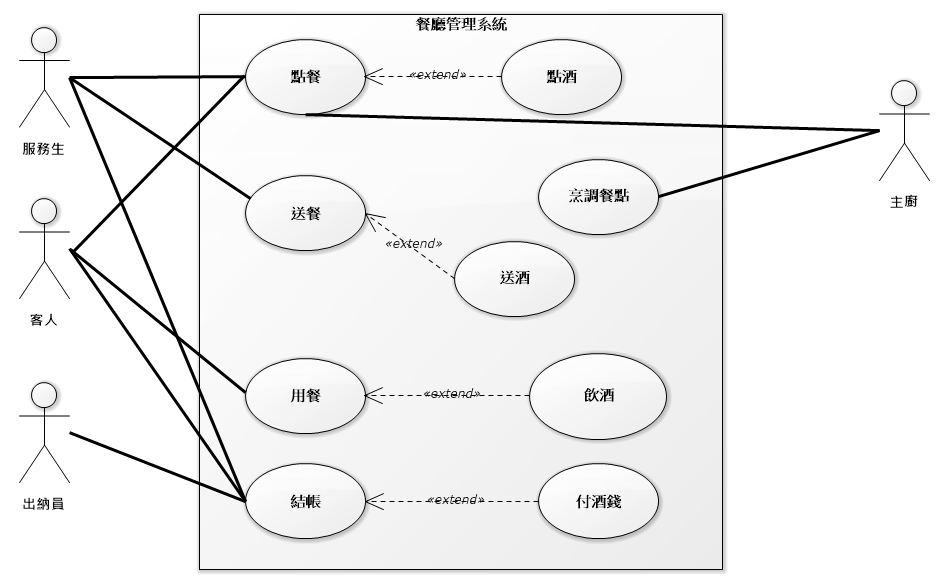 餐廳管理系統
點餐
«extend»
點酒
服務生
烹調餐點
主廚
送餐
«extend»
送酒
客人
用餐
«extend»
飲酒
結帳
«extend»
付酒錢
出納員